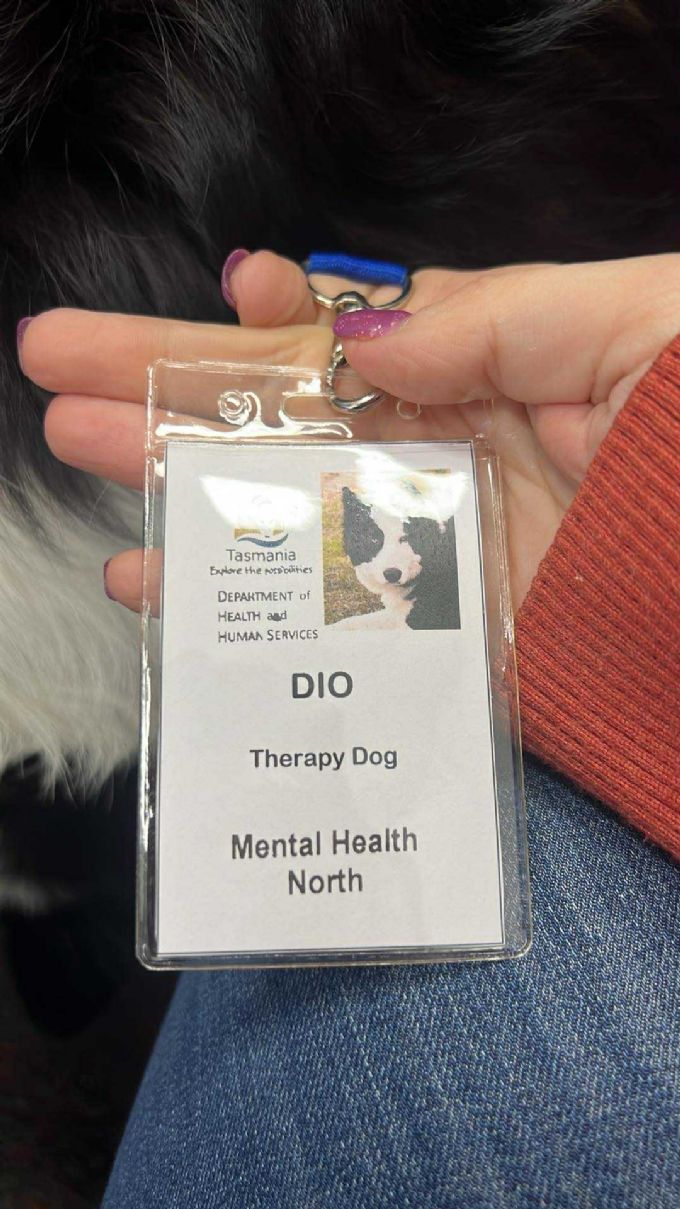 Tasmania
Explore the possibilities
DEPARTMENT of
HEALTH and
HUMAN SERVICES
DIO
Therapy Dog
Mental Health
North